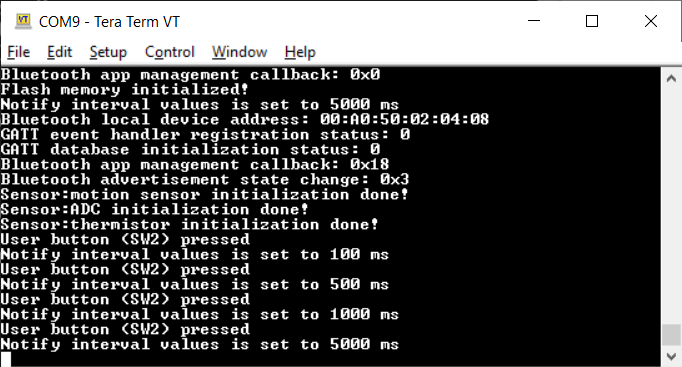 COM9 - Tera Term VT
File Edit Setup Control Window Help
Bluetooth app management callback: 0x0
Flash memory initialized!
Notify interval values is set to 5000 ms
Bluetooth local device address: 00:A0:50:02:04:08
GATT event handler registration status: 0
GATT database initialization status: 0
Bluetooth app management callback: 0x18
Bluetooth advertisement state change: 0x3
Sensor:motion sensor initialization done!
Sensor:ADC initialization done!
Sensor:thermistor initialization done!
User button (SW2) pressed
Notify interval values is set to 100 ms
User button (SW2) pressed
Notify interval values is set to 500 ms
User button (SW2) pressed
Notify interval values is set to 1000 ms
User button (SW2) pressed
Notify interval values is set to 5000 ms